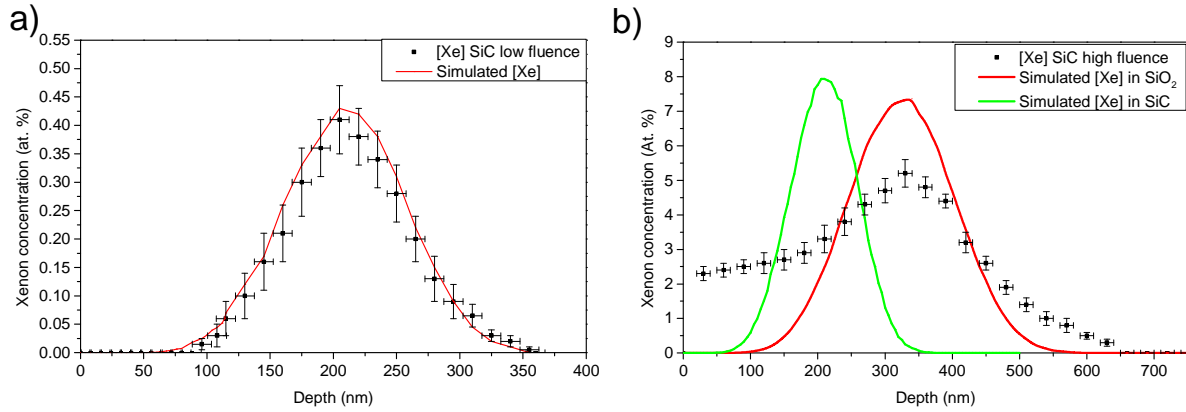 a)
0.55
0.50
0.45
0.40
0.35
0.30
0.25
0.20
0.15
0.10
0.05
0.00
Xenon concentration (at. %)
[Xe] SiC low fluence
Simulated [Xe]
0 50 100 150 200 250 300 350 400
Depth (nm)
b)
9
8
7
6
5
4
3
2
1
0
Xenon concentration (At. %)
[Xe] SiC high fluence
Simulated [Xe] in SiO₂
Simulated [Xe] in SiC
0 100 200 300 400 500 600 700
Depth (nm)